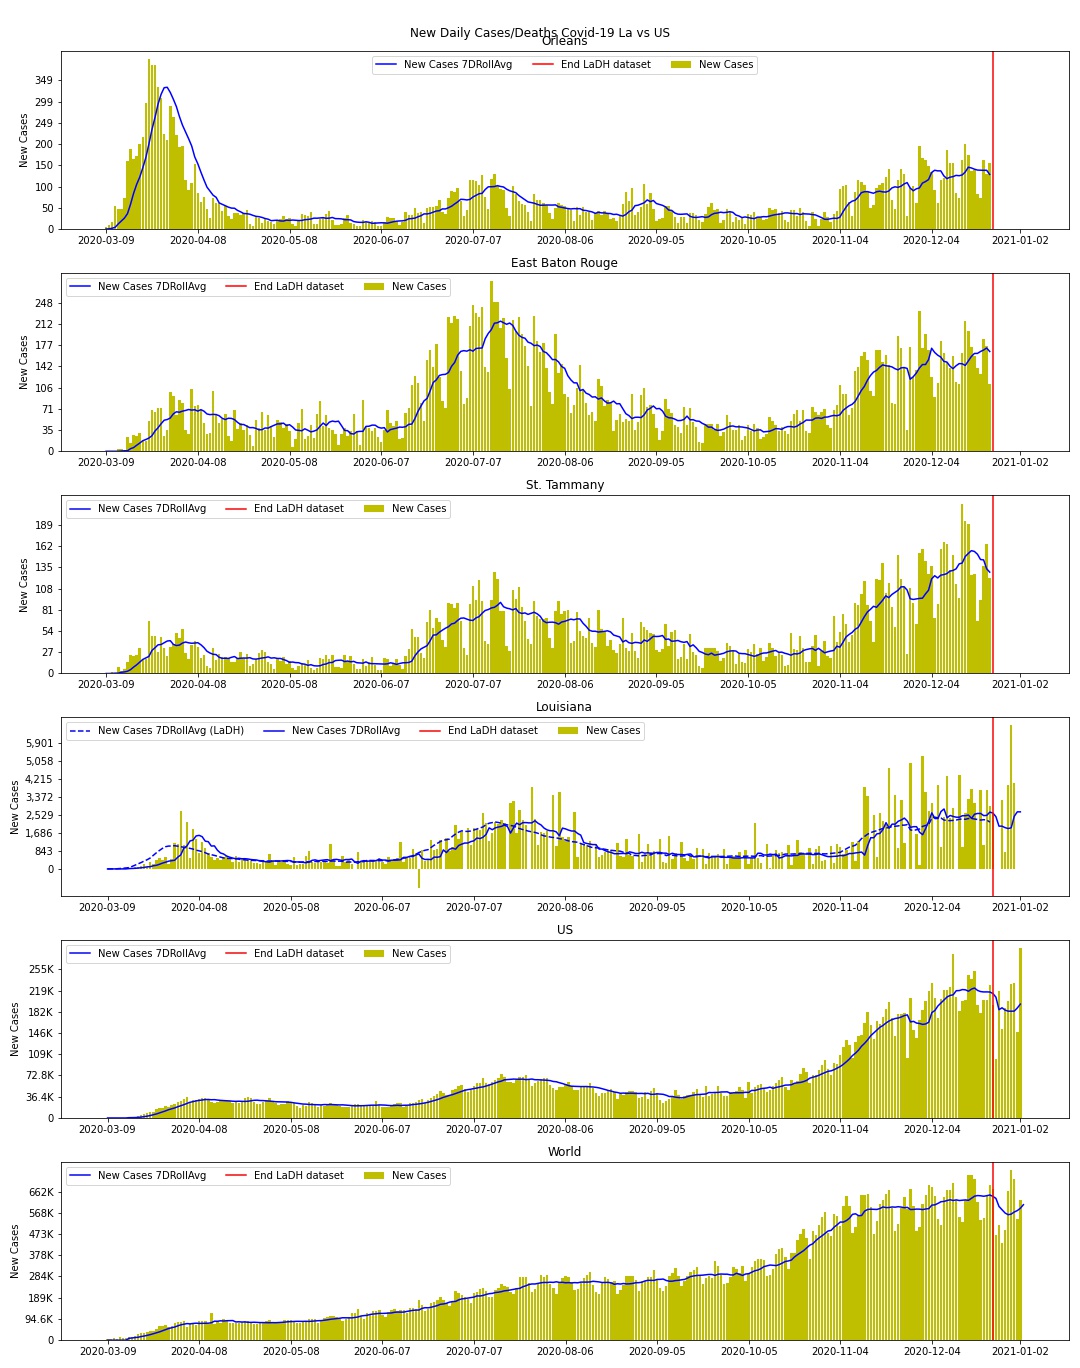 New Daily Cases/Deaths Covid-19 La vs US
Orleans
New Cases 7DRollAvg End LaDH dataset New Cases
New Cases
349
299
249
200
150
100
50
0
2020-03-09 2020-04-08 2020-05-08 2020-06-07 2020-07-07 2020-08-06 2020-09-05 2020-10-05 2020-11-04 2020-12-04 2021-01-02
East Baton Rouge
New Cases 7DRollAvg End LaDH dataset New Cases
New Cases
248
212
177
142
106
71
35
0
2020-03-09 2020-04-08 2020-05-08 2020-06-07 2020-07-07 2020-08-06 2020-09-05 2020-10-05 2020-11-04 2020-12-04 2021-01-02
St. Tammany
New Cases 7DRollAvg End LaDH dataset New Cases
New Cases
189
162
135
108
81
54
27
0
2020-03-09 2020-04-08 2020-05-08 2020-06-07 2020-07-07 2020-08-06 2020-09-05 2020-10-05 2020-11-04 2020-12-04 2021-01-02
Louisiana
New Cases 7DRollAvg (LaDH) New Cases 7DRollAvg End LaDH dataset New Cases
New Cases
5,901
5,058
4,215
3,372
2,529
1,686
843
0
2020-03-09 2020-04-08 2020-05-08 2020-06-07 2020-07-07 2020-08-06 2020-09-05 2020-10-05 2020-11-04 2020-12-04 2021-01-02
US
New Cases 7DRollAvg End LaDH dataset New Cases
New Cases
255K
219K
182K
146K
109K
72.8K
36.4K
0
2020-03-09 2020-04-08 2020-05-08 2020-06-07 2020-07-07 2020-08-06 2020-09-05 2020-10-05 2020-11-04 2020-12-04 2021-01-02
World
New Cases 7DRollAvg End LaDH dataset New Cases
New Cases
662K
568K
473K
378K
284K
189K
94.6K
0
2020-03-09 2020-04-08 2020-05-08 2020-06-07 2020-07-07 2020-08-06 2020-09-05 2020-10-05 2020-11-04 2020-12-04 2021-01-02